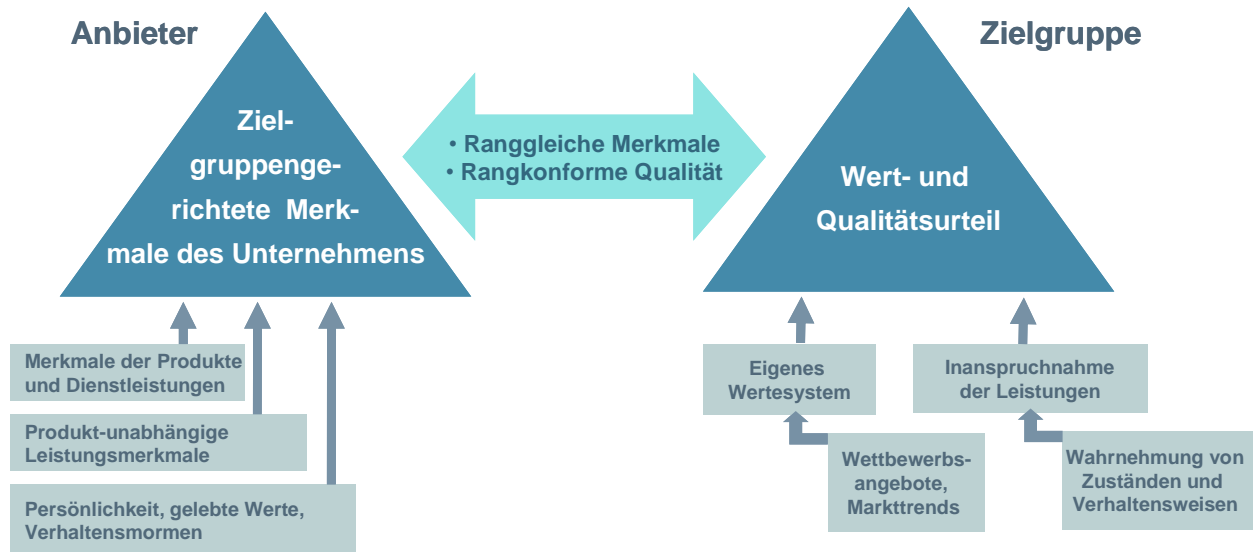 Anbieter
Ziel-
gruppenge-
richtete Merk-
male des Unternehmens
• Ranggleiche Merkmale
• Rangkonforme Qualität
Zielgruppe
Wert- und
Qualitätsurteil
Merkmale der Produkte
und Dienstleistungen
Produkt-unabhängige
Leistungsmerkmale
Persönlichkeit, gelebte Werte,
Verhaltensmormen
Eigenes
Wertesystem
Inanspruchnahme
der Leistungen
Wettbewerbs-
angebote,
Markttrends
Wahrnehmung von
Zuständen und
Verhaltensweisen